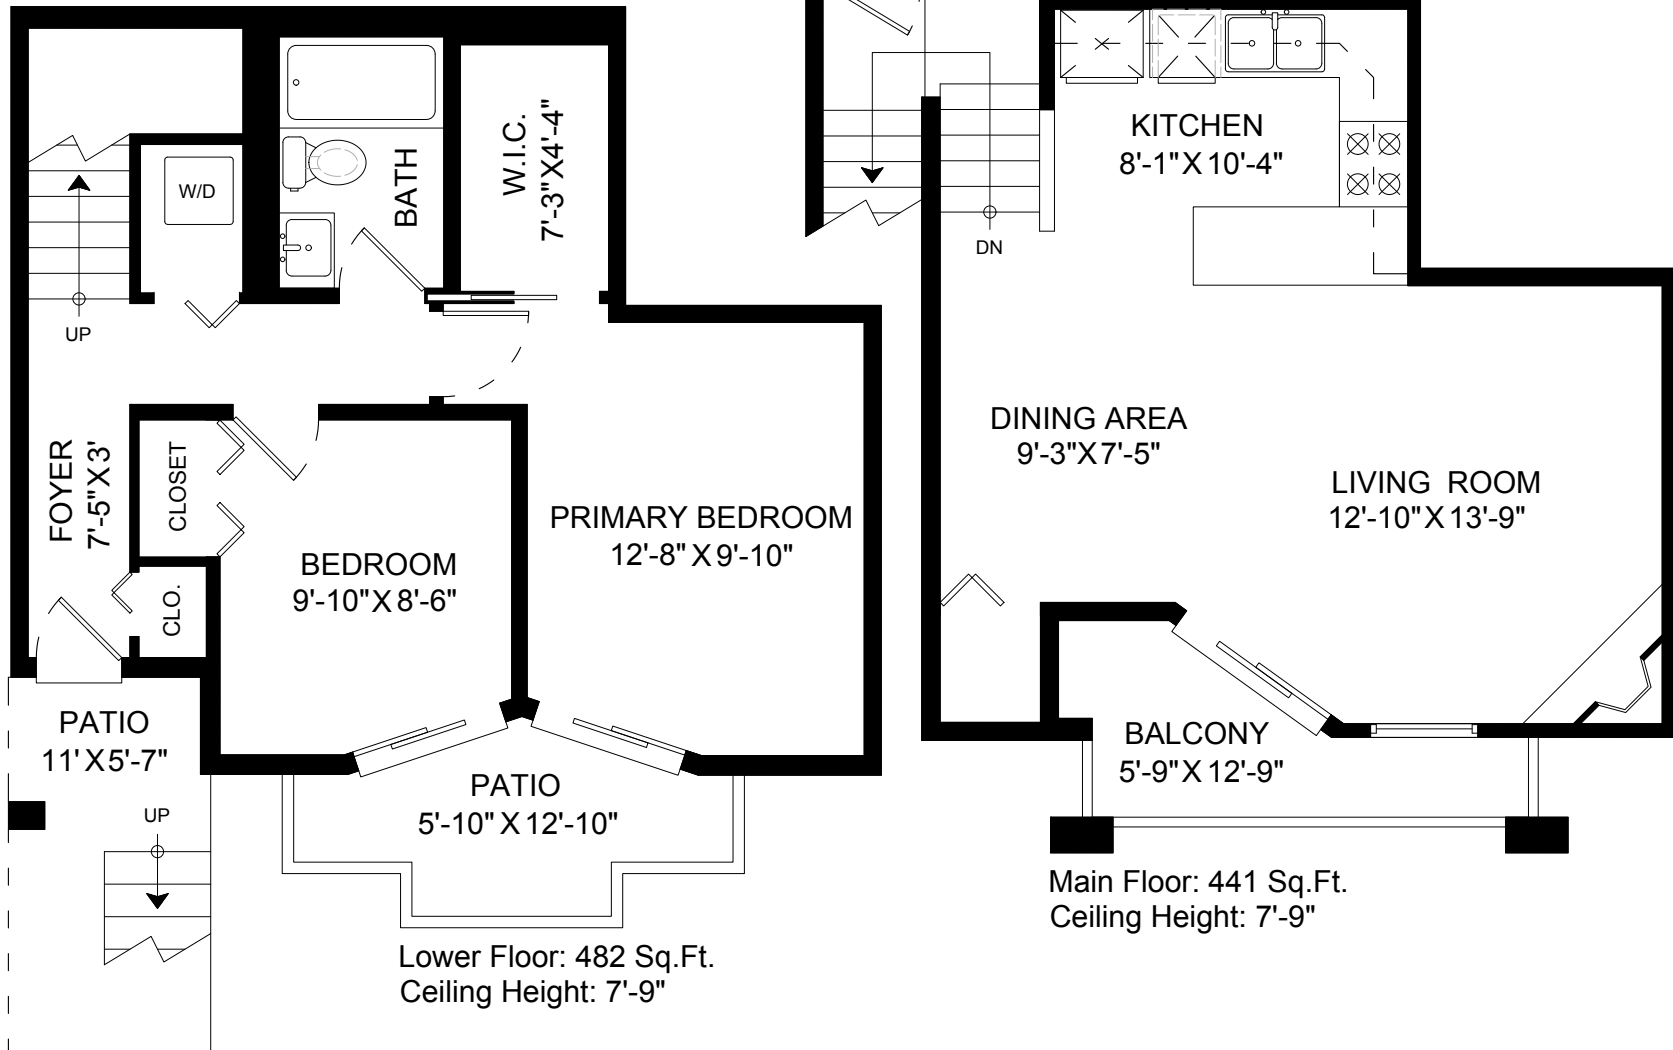 W/D
UP
BATH
W.I.C.
7'-3"X4'-4"
FOYER
7'-5"X3'
CLOSET
CLO.
BEDROOM
9'-10"X8'-6"
PRIMARY BEDROOM
12'-8"X9'-10"
PATIO
11'X5'-7"
UP
PATIO
5'-10"X12'-10"
Lower Floor: 482 Sq.Ft.
Ceiling Height: 7'-9"
KITCHEN
8'-1"X10'-4"
DN
DINING AREA
9'-3"X7'-5"
LIVING ROOM
12'-10"X13'-9"
BALCONY
5'-9"X12'-9"
Main Floor: 441 Sq.Ft.
Ceiling Height: 7'-9"